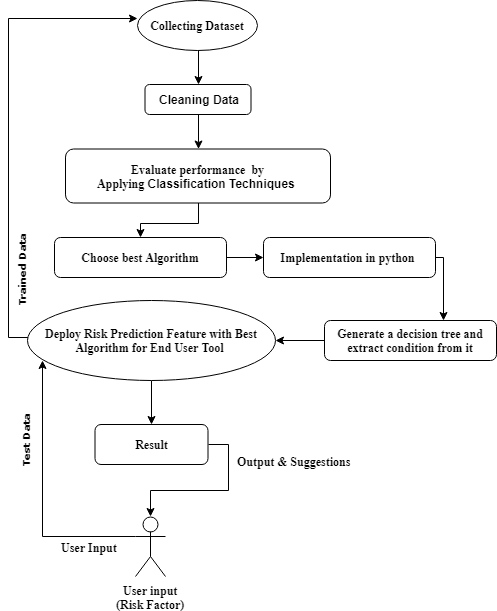 Collecting Dataset
Cleaning Data
Evaluate performance by
Applying Classification Techniques
Choose best Algorithm
Implementation in python
Trained Data
Deploy Risk Prediction Feature with Best
Algorithm for End User Tool
Generate a decision tree and
extract condition from it
Test Data
Result
Output & Suggestions
User Input
User input
(Risk Factor)